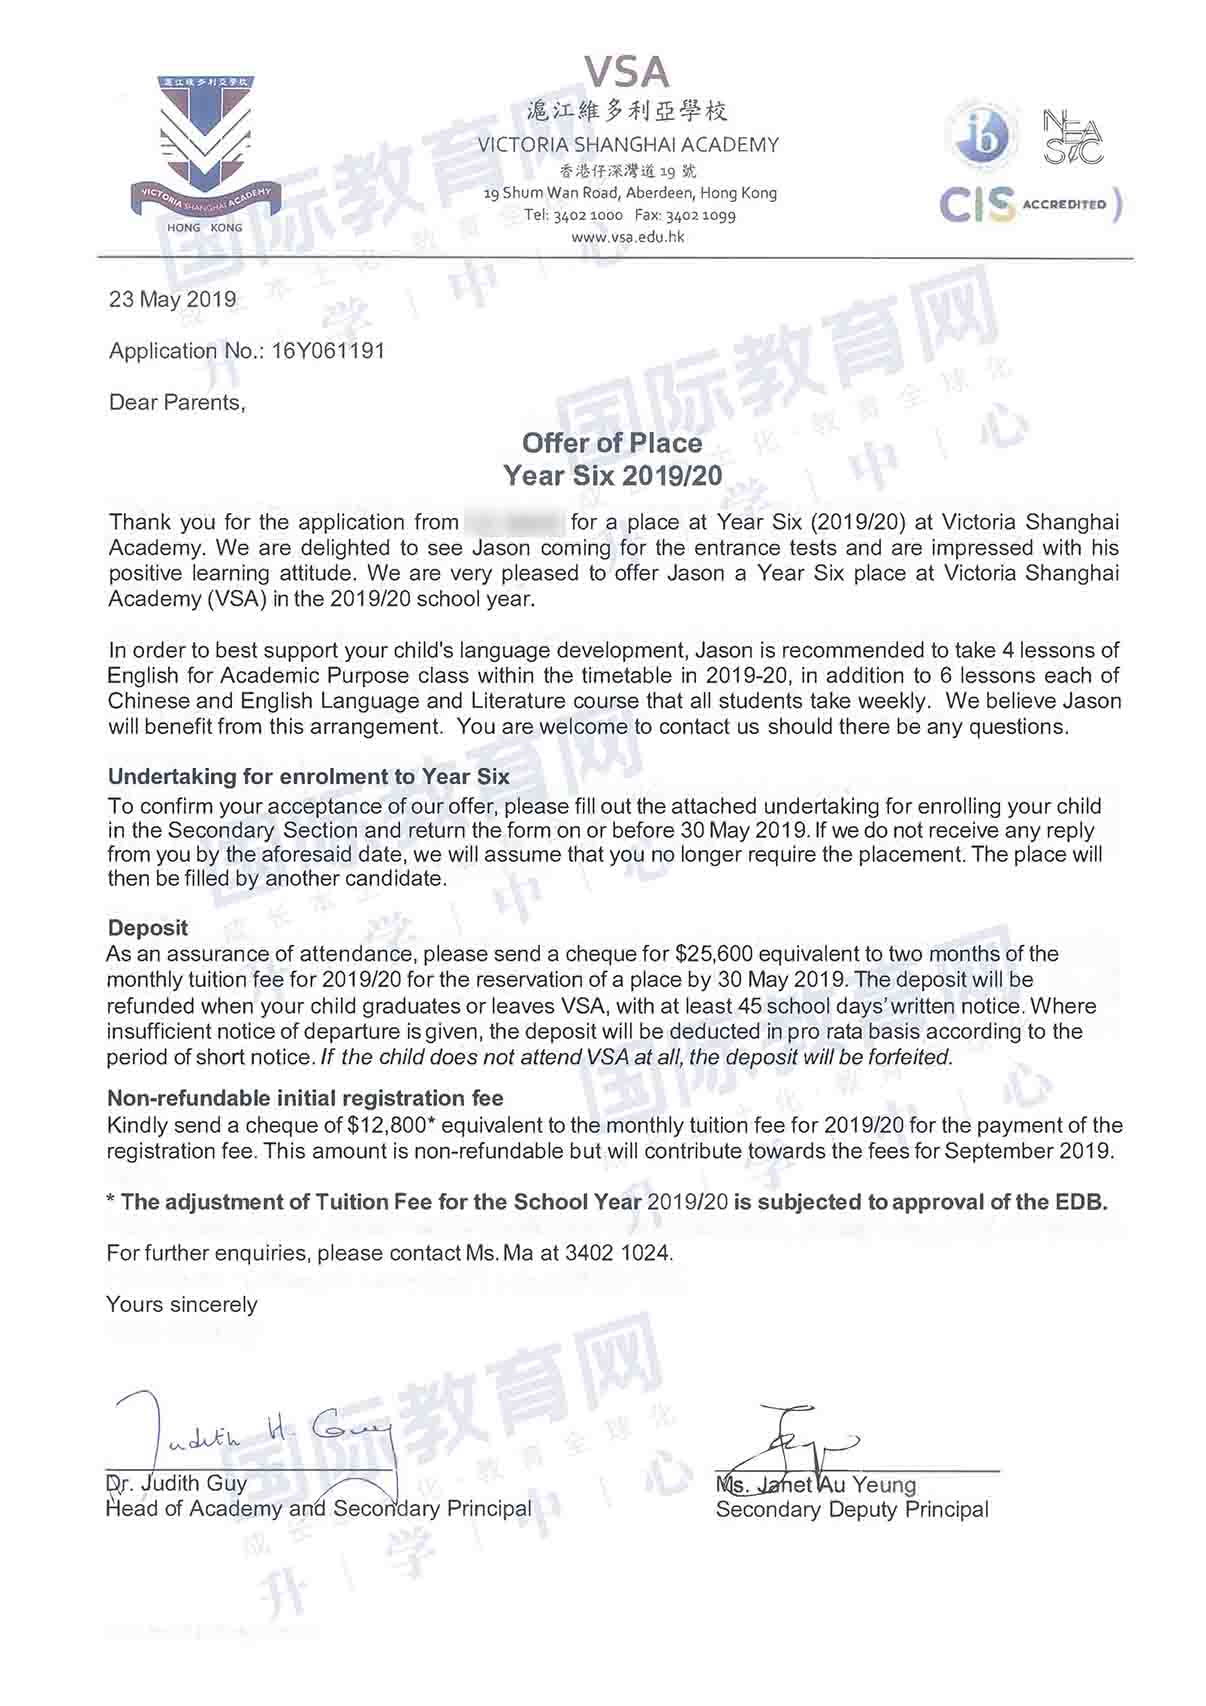 滬江維多利亞學校
VICTORIA SHANGHAI ACADEMY
HONG KONG
VSA
滬江維多利亞學校
VICTORIA SHANGHAI ACADEMY
香港仔深灣道 19 號
19 Shum Wan Road, Aberdeen, Hong Kong
Tel: 3402 1000 Fax: 3402 1099
www.vsa.edu.hk
ib
NEASC
CIS ACCREDITED
23 May 2019
Application No.: 16Y061191
Dear Parents,
Offer of Place
Year Six 2019/20
Thank you for the application from for a place at Year Six (2019/20) at Victoria Shanghai
Academy. We are delighted to see Jason coming for the entrance tests and are impressed with his
positive learning attitude. We are very pleased to offer Jason a Year Six place at Victoria Shanghai
Academy (VSA) in the 2019/20 school year.
In order to best support your child's language development, Jason is recommended to take 4 lessons of
English for Academic Purpose class within the timetable in 2019-20, in addition to 6 lessons each of
Chinese and English Language and Literature course that all students take weekly. We believe Jason
will benefit from this arrangement. You are welcome to contact us should there be any questions.
Undertaking for enrolment to Year Six
To confirm your acceptance of our offer, please fill out the attached undertaking for enrolling your child
in the Secondary Section and return the form on or before 30 May 2019. If we do not receive any reply
from you by the aforesaid date, we will assume that you no longer require the placement. The place will
then be filled by another candidate.
Deposit
As an assurance of attendance, please send a cheque for $25,600 equivalent to two months of the
monthly tuition fee for 2019/20 for the reservation of a place by 30 May 2019. The deposit will be
refunded when your child graduates or leaves VSA, with at least 45 school days' written notice. Where
insufficient notice of departure is given, the deposit will be deducted in pro rata basis according to the
period of short notice. If the child does not attend VSA at all, the deposit will be forfeited.
Non-refundable initial registration fee
Kindly send a cheque of $12,800* equivalent to the monthly tuition fee for 2019/20 for the payment of the
registration fee. This amount is non-refundable but will contribute towards the fees for September 2019.
* The adjustment of Tuition Fee for the School Year 2019/20 is subjected to approval of the EDB.
For further enquiries, please contact Ms. Ma at 3402 1024.
Yours sincerely
Judith H. Guy
Dr. Judith Guy
Head of Academy and Secondary Principal
Ms. Janet Au Yeung
Secondary Deputy Principal
国际教育网
成长本土化·教育全球化
升|学|中|心